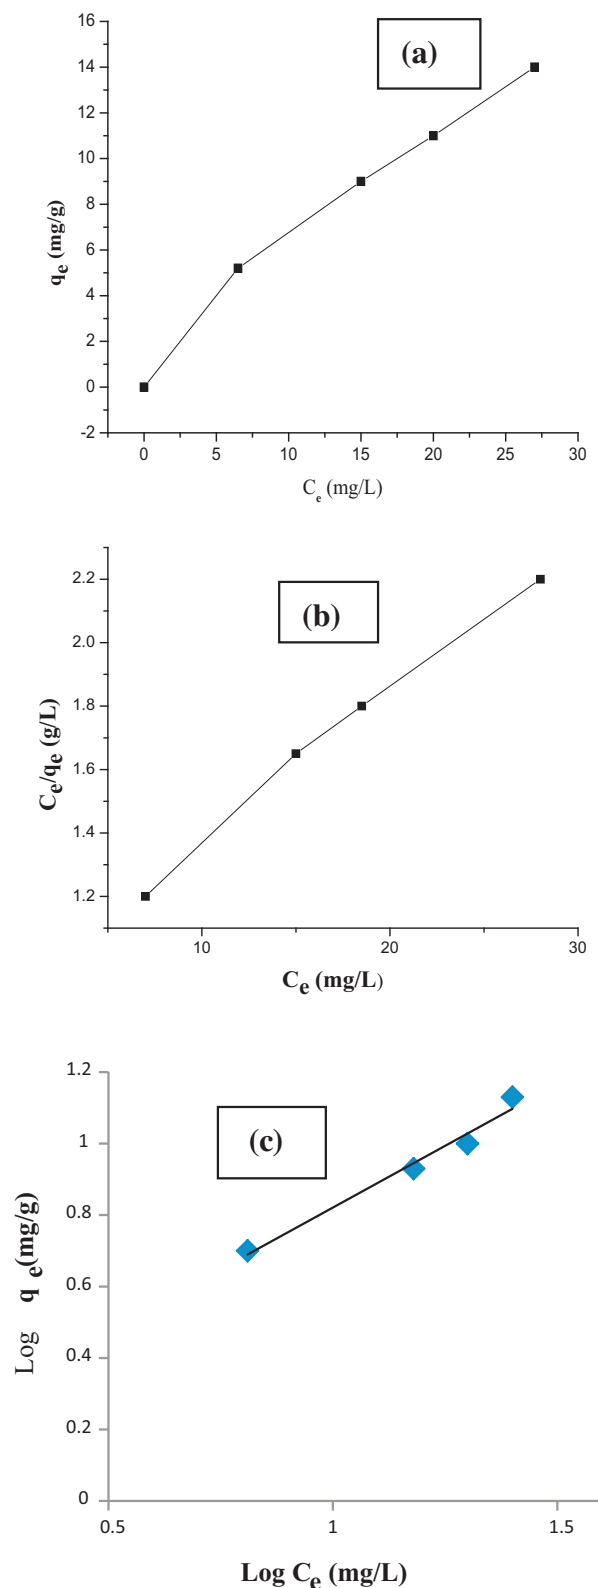 (a)
16
14
12
10
8
6
4
2
0
-2
qe (mg/g)
0 5 10 15 20 25 30
Ce (mg/L)
(b)
2.2
2.0
1.8
1.6
1.4
1.2
Ce/qe (g/L)
10 20 30
Ce (mg/L)
(c)
1.2
1
0.8
0.6
0.4
0.2
0
Log qe(mg/g)
0.5 1 1.5
Log Ce (mg/L)